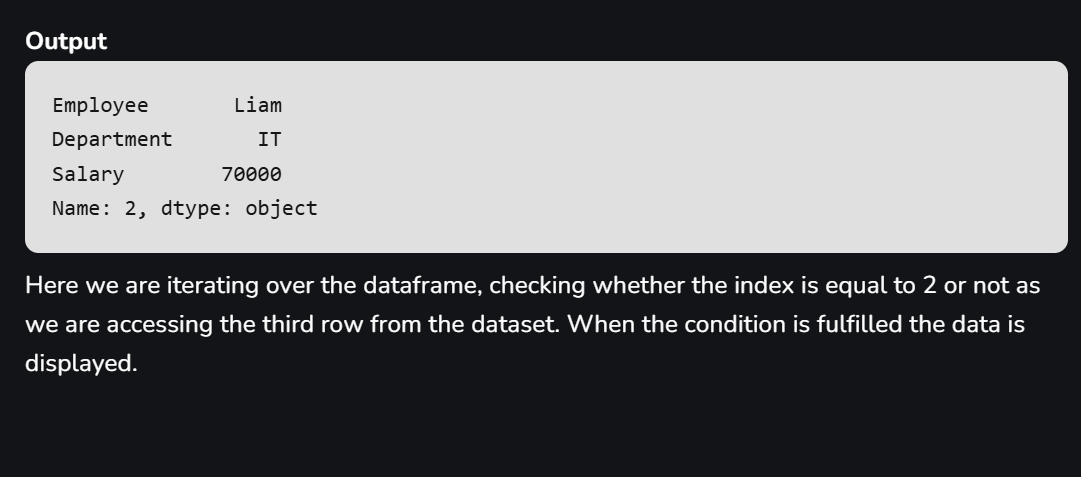 Output
Employee       Liam
Department       IT
Salary        70000
Name: 2, dtype: object
Here we are iterating over the dataframe, checking whether the index is equal to 2 or not as
we are accessing the third row from the dataset. When the condition is fulfilled the data is
displayed.